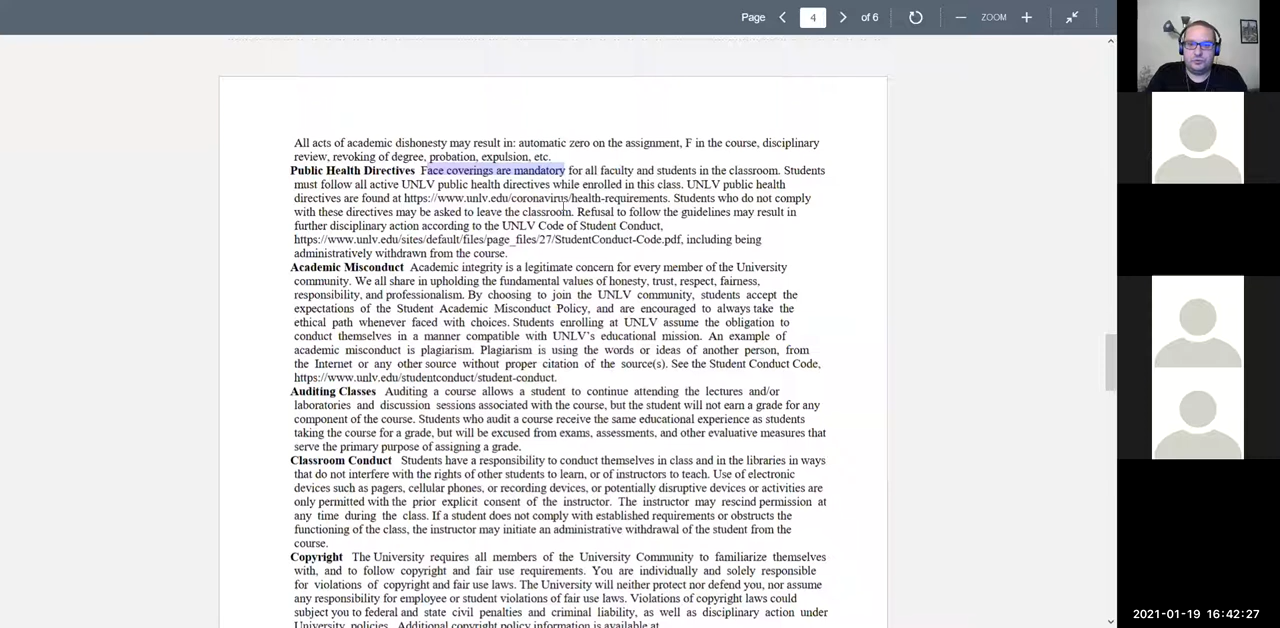 Page 4 of 6 ZOOM
All acts of academic dishonesty may result in: automatic zero on the assignment, F in the course, disciplinary
review, revoking of degree, probation, expulsion, etc.
Public Health Directives Face coverings are mandatory for all faculty and students in the classroom. Students
must follow all active UNLV public health directives while enrolled in this class. UNLV public health
directives are found at https://www.unlv.edu/coronavirus/health-requirements. Students who do not comply
with these directives may be asked to leave the classroom. Refusal to follow the guidelines may result in
further disciplinary action according to the UNLV Code of Student Conduct,
https://www.unlv.edu/sites/default/files/page_files/27/StudentConduct-Code.pdf, including being
administratively withdrawn from the course.
Academic Misconduct Academic integrity is a legitimate concern for every member of the University
community. We all share in upholding the fundamental values of honesty, trust, respect, fairness,
responsibility, and professionalism. By choosing to join the UNLV community, students accept the
expectations of the Student Academic Misconduct Policy, and are encouraged to always take the
ethical path whenever faced with choices. Students enrolling at UNLV assume the obligation to
conduct themselves in a manner compatible with UNLV's educational mission. An example of
academic misconduct is plagiarism. Plagiarism is using the words or ideas of another person, from
the Internet or any other source without proper citation of the source(s). See the Student Conduct Code,
https://www.unlv.edu/studentconduct/student-conduct.
Auditing Classes Auditing a course allows a student to continue attending the lectures and/or
laboratories and discussion sessions associated with the course, but the student will not earn a grade for any
component of the course. Students who audit a course receive the same educational experience as students
taking the course for a grade, but will be excused from exams, assessments, and other evaluative measures that
serve the primary purpose of assigning a grade.
Classroom Conduct Students have a responsibility to conduct themselves in class and in the libraries in ways
that do not interfere with the rights of other students to learn, or of instructors to teach. Use of electronic
devices such as pagers, cellular phones, or recording devices, or potentially disruptive devices or activities are
only permitted with the prior explicit consent of the instructor. The instructor may rescind permission at
any time during the class. If a student does not comply with established requirements or obstructs the
functioning of the class, the instructor may initiate an administrative withdrawal of the student from the
course.
Copyright The University requires all members of the University Community to familiarize themselves
with, and to follow copyright and fair use requirements. You are individually and solely responsible
for violations of copyright and fair use laws. The University will neither protect nor defend you, nor assume
any responsibility for employee or student violations of fair use laws. Violations of copyright laws could
subject you to federal and state civil penalties and criminal liability, as well as disciplinary action under
University policies. Additional copyright policy information is available at
2021-01-19 16:42:27